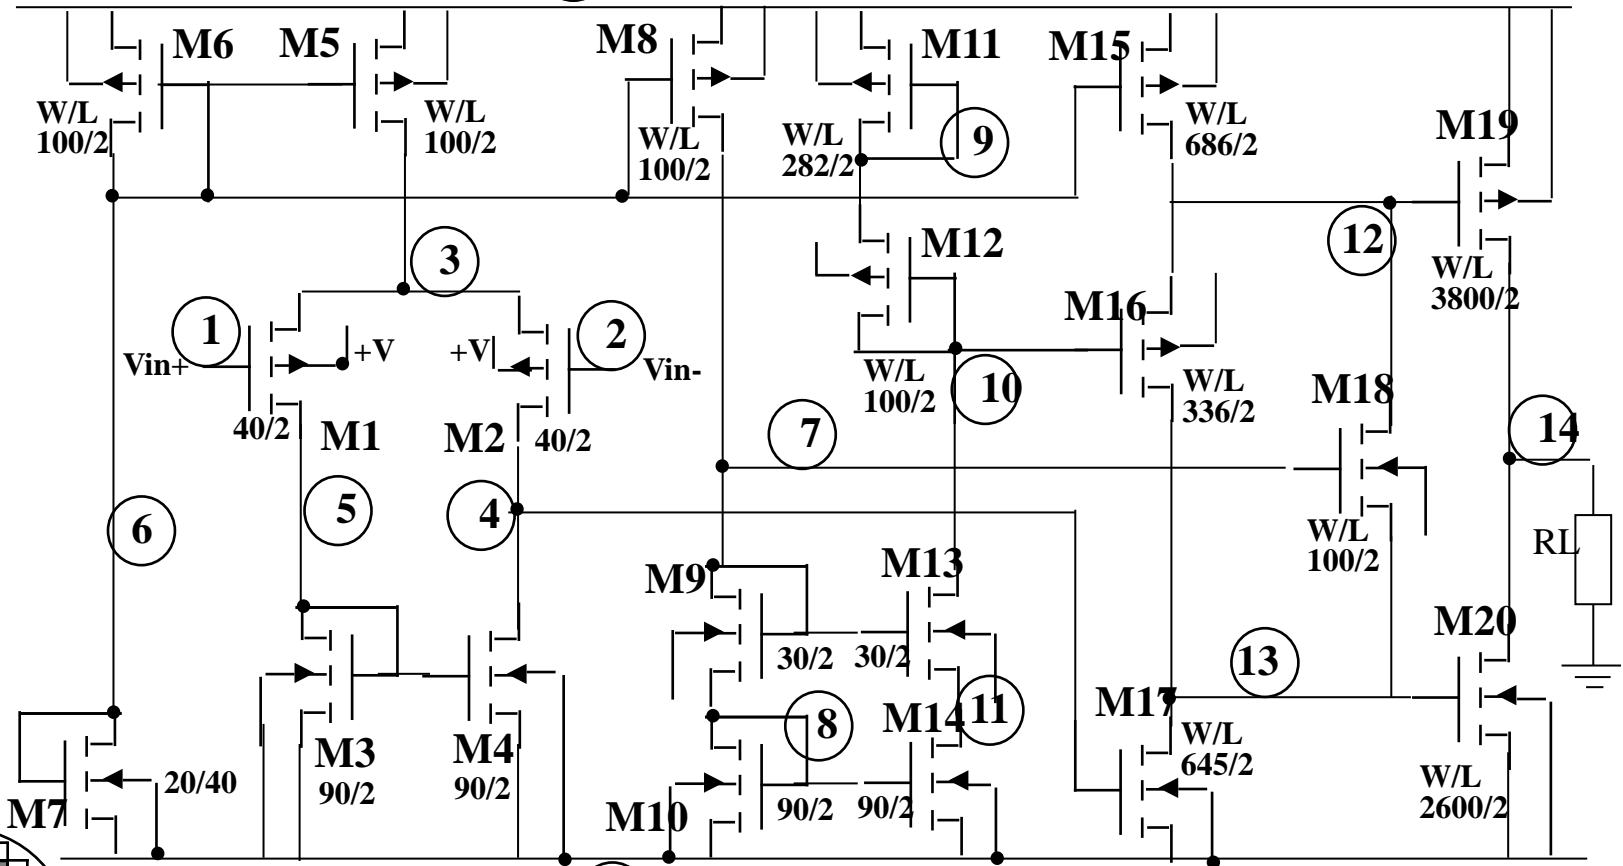 M6
M5
M8
M11
M15
W/L
100/2
W/L
100/2
W/L
100/2
W/L
282/2
9
W/L
686/2
M19
M12
12
W/L
3800/2
3
M16
1
2
Vin+
+V
+V
Vin-
W/L
100/2
10
W/L
336/2
M18
40/2
M1
M2
40/2
7
14
5
4
6
W/L
100/2
RL
M9
M13
30/2
30/2
13
M20
8
M14
11
M17
W/L
645/2
M3
90/2
M4
90/2
20/40
M7
M10
90/2
90/2
W/L
2600/2